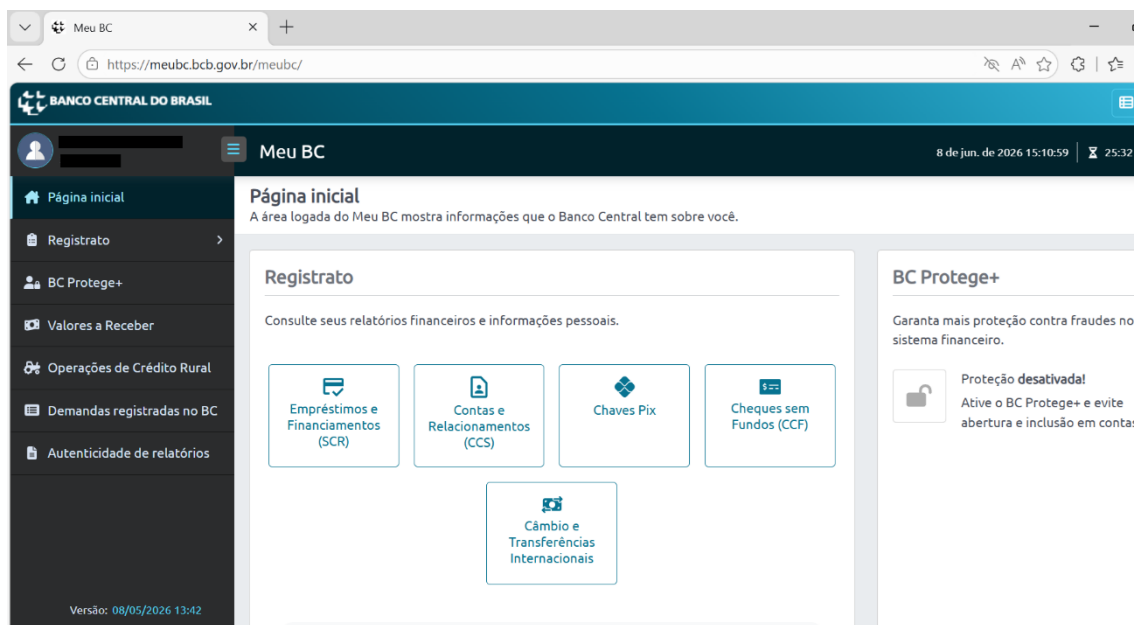 Meu BC
https://meubc.bcb.gov.br/meubc/
BANCO CENTRAL DO BRASIL
Meu BC
8 de jun. de 2026 15:10:59
25:32
Página inicial
Registrato
BC Protege+
Valores a Receber
Operações de Crédito Rural
Demandas registradas no BC
Autenticidade de relatórios
Versão: 08/05/2026 13:42
Página inicial
A área logada do Meu BC mostra informações que o Banco Central tem sobre você.
Registrato
Consulte seus relatórios financeiros e informações pessoais.
Empréstimos e
Financiamentos
(SCR)
Contas e
Relacionamentos
(CCS)
Chaves Pix
Cheques sem
Fundos (CCF)
Câmbio e
Transferências
Internacionais
BC Protege+
Garanta mais proteção contra fraudes no
sistema financeiro.
Proteção desativada!
Ative o BC Protege+ e evite
abertura e inclusão em contas